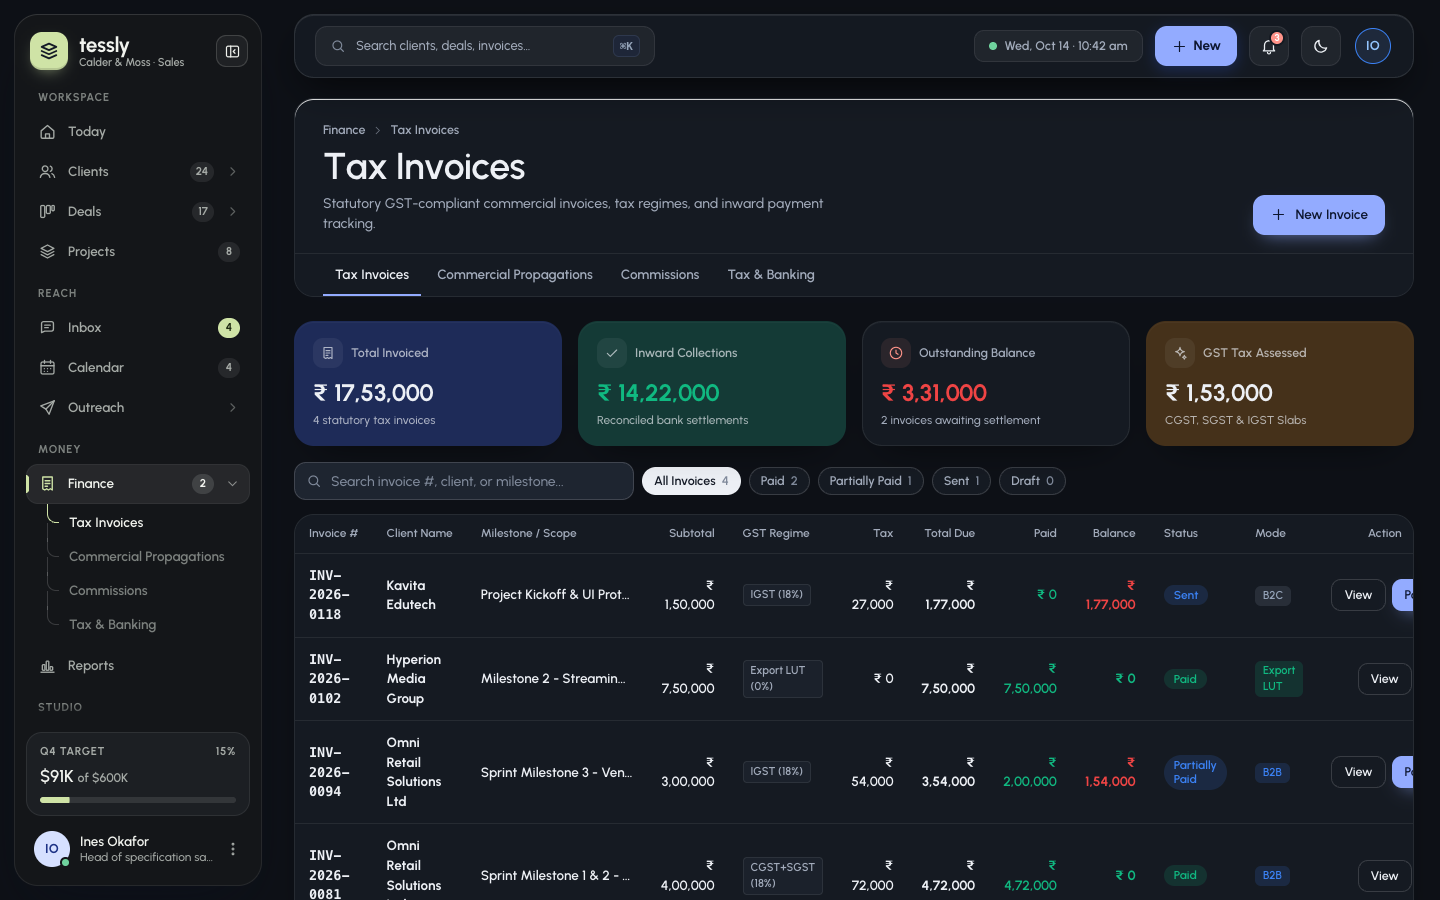 tessly
Calder & Moss · Sales
WORKSPACE
Today
Clients 24
Deals 17
Projects 8
REACH
Inbox 4
Calendar 4
Outreach
MONEY
Finance 2
Tax Invoices
Commercial Propagations
Commissions
Tax & Banking
Reports
STUDIO
Q4 TARGET 15%
$91K of $600K
IO
Ines Okafor
Head of specification sa...
Search clients, deals, invoices... ⌘K
Wed, Oct 14 · 10:42 am
New
3
IO
Finance Tax Invoices
Tax Invoices
Statutory GST-compliant commercial invoices, tax regimes, and inward payment
tracking.
New Invoice
Tax Invoices Commercial Propagations Commissions Tax & Banking
Total Invoiced
₹ 17,53,000
4 statutory tax invoices
Inward Collections
₹ 14,22,000
Reconciled bank settlements
Outstanding Balance
₹ 3,31,000
2 invoices awaiting settlement
GST Tax Assessed
₹ 1,53,000
CGST, SGST & IGST Slabs
Search invoice #, client, or milestone...
All Invoices 4 Paid 2 Partially Paid 1 Sent 1 Draft 0
Invoice # Client Name Milestone / Scope Subtotal GST Regime Tax Total Due Paid Balance Status Mode Action
INV-
2026-
0118
Kavita
Edutech
Project Kickoff & UI Prot...
₹
1,50,000
IGST (18%)
₹
27,000
₹
1,77,000
₹ 0
₹
1,77,000
Sent
B2C
View
INV-
2026-
0102
Hyperion
Media
Group
Milestone 2 - Streamin...
₹
7,50,000
Export LUT
(0%)
₹ 0
₹
7,50,000
₹
7,50,000
₹ 0
Paid
Export
LUT
View
INV-
2026-
0094
Omni
Retail
Solutions
Ltd
Sprint Milestone 3 - Ven...
₹
3,00,000
IGST (18%)
₹
54,000
₹
3,54,000
₹
2,00,000
₹
1,54,000
Partially
Paid
B2B
View
INV-
2026-
0081
Omni
Retail
Solutions
Sprint Milestone 1 & 2 - ...
₹
4,00,000
CGST+SGST
(18%)
₹
72,000
₹
4,72,000
₹
4,72,000
₹ 0
Paid
B2B
View